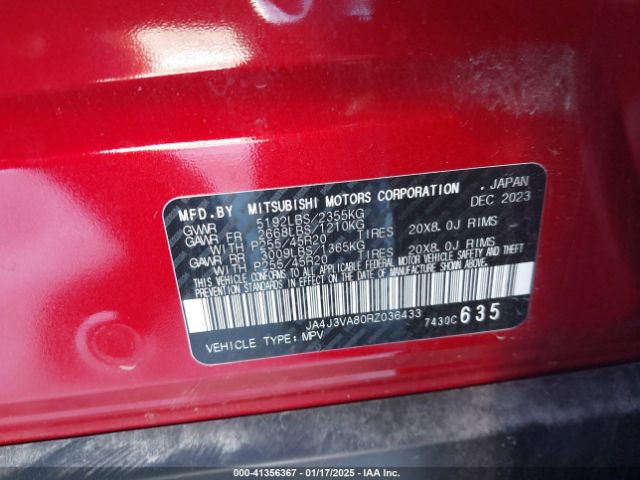 MFD.BY MITSUBISHI MOTORS CORPORATION , JAPAN
GVWR 5192LBS/2355KG DEC 2023
GAWR FR 2668LBS/1210KG
WITH P255/45R20 TIRES 20X8.0J RIMS
GAWR RR 3009LBS/1365KG
WITH P255/45R20 TIRES 20X8.0J RIMS
THIS VEHICLE CONFORMS TO ALL APPLICABLE FEDERAL MOTOR VEHICLE SAFETY AND THEFT
PREVENTION STANDARDS IN EFFECT ON THE DATE OF MANUFACTURE SHOWN ABOVE.
JA4J3VA80RZ036433 7430C 635
VEHICLE TYPE: MPV
000-41356367 - 01/17/2025 - IAA Inc.